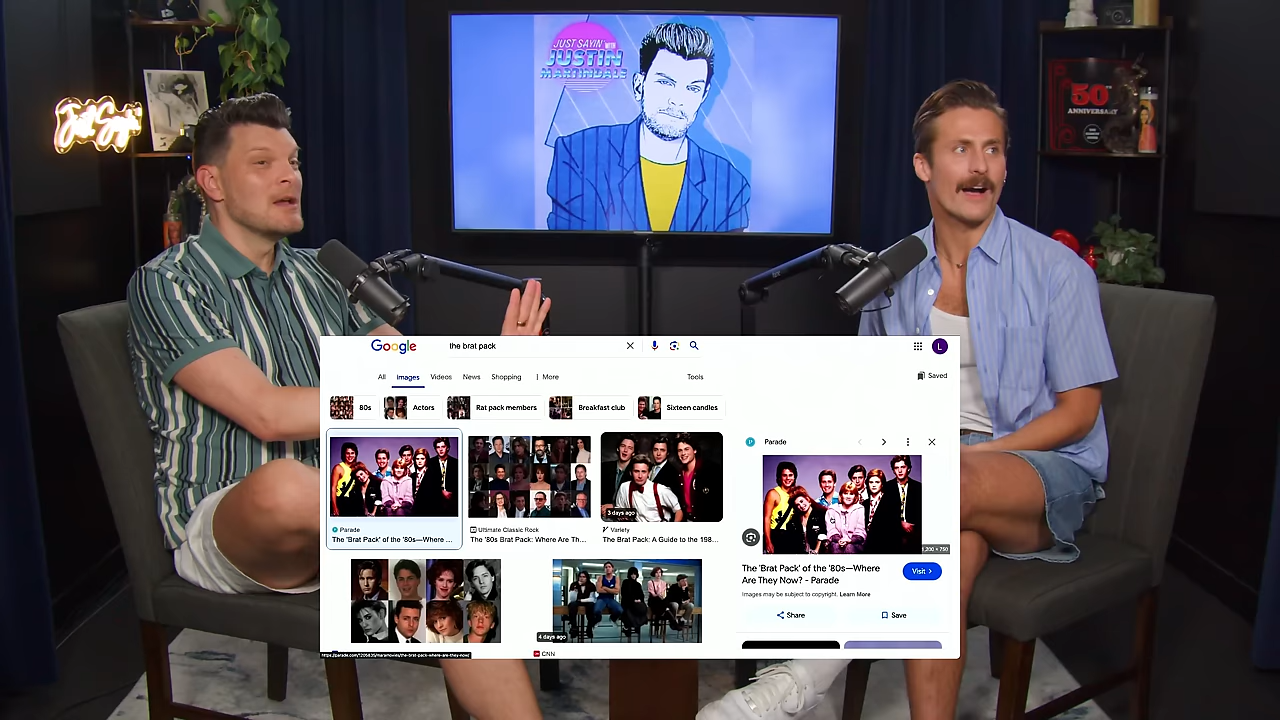 JUST SAYIN' WITH
JUSTIN
MARTINDALE
Just Sayin
50TH
ANNIVERSARY
Google
the brat pack
L
All
Images
Videos
News
Shopping
More
Tools
Saved
80s
Actors
Rat pack members
Breakfast club
Sixteen candles
Parade
The 'Brat Pack' of the '80s—Where ...
Ultimate Classic Rock
The '80s Brat Pack: Where Are Th...
3 days ago
Variety
The Brat Pack: A Guide to the 198...
4 days ago
CNN
Parade
1,200 × 750
The 'Brat Pack' of the '80s—Where
Are They Now? - Parade
Visit >
Images may be subject to copyright. Learn More
Share
Save